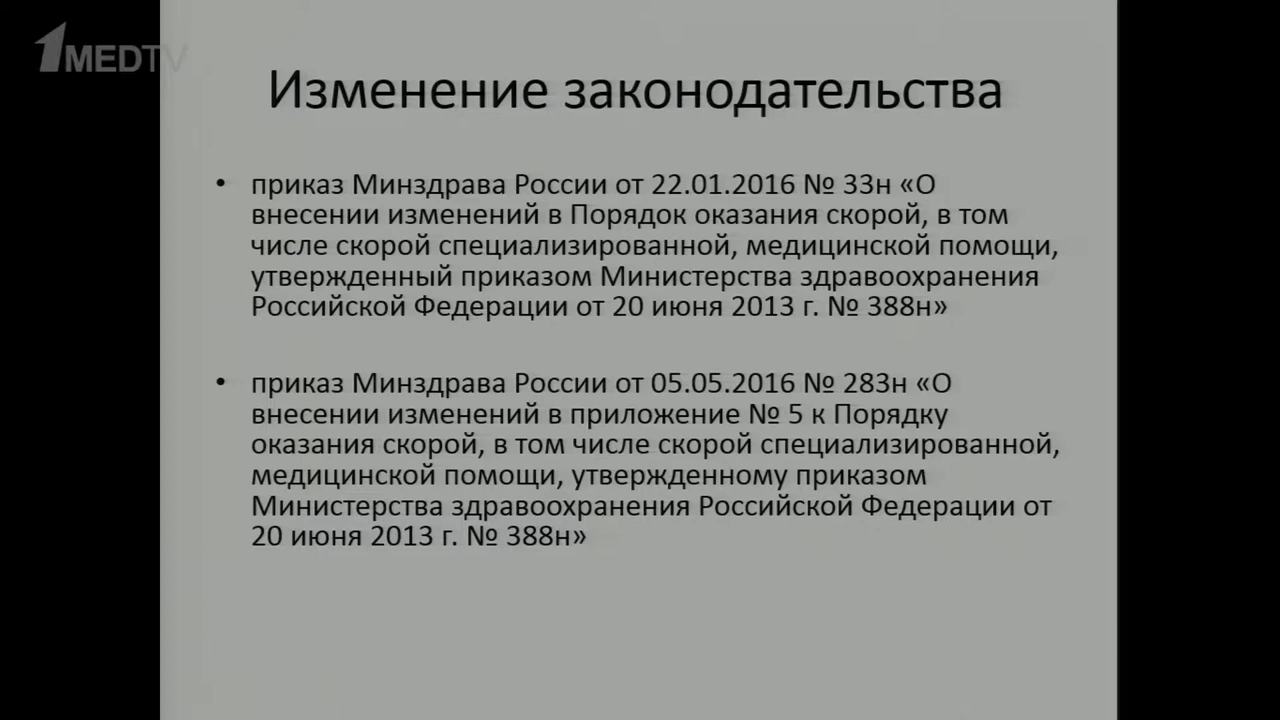 1MEDTV
Изменение законодательства
• приказ Минздрава России от 22.01.2016 № 33н «О
внесении изменений в Порядок оказания скорой, в том
числе скорой специализированной, медицинской помощи,
утвержденный приказом Министерства здравоохранения
Российской Федерации от 20 июня 2013 г. № 388н»
• приказ Минздрава России от 05.05.2016 № 283н «О
внесении изменений в приложение № 5 к Порядку
оказания скорой, в том числе скорой специализированной,
медицинской помощи, утвержденному приказом
Министерства здравоохранения Российской Федерации от
20 июня 2013 г. № 388н»